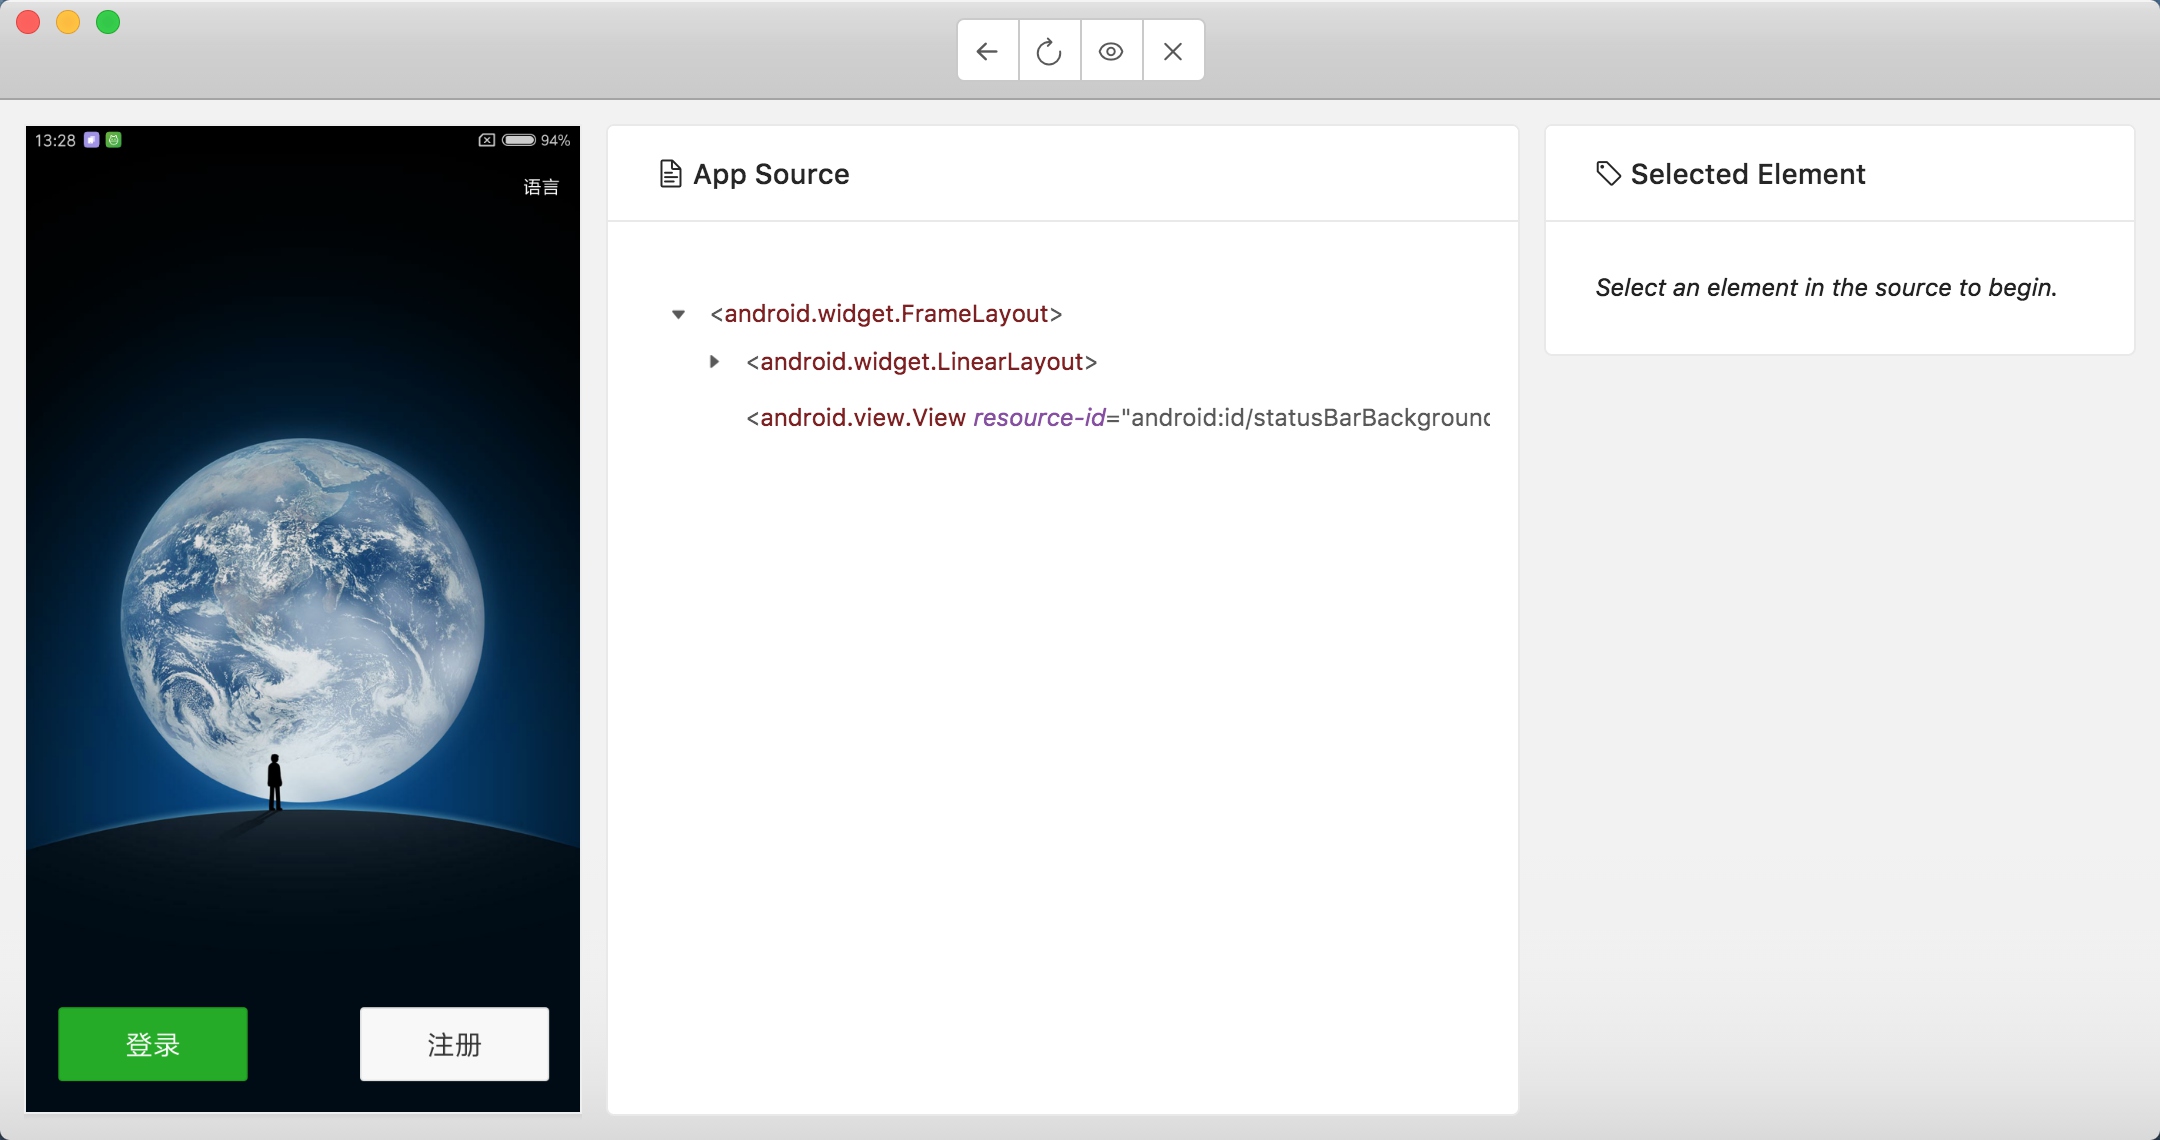 13:28 94%
语言
登录
注册
App Source
<android.widget.FrameLayout>
<android.widget.LinearLayout>
<android.view.View resource-id="android:id/statusBarBackground
Selected Element
Select an element in the source to begin.